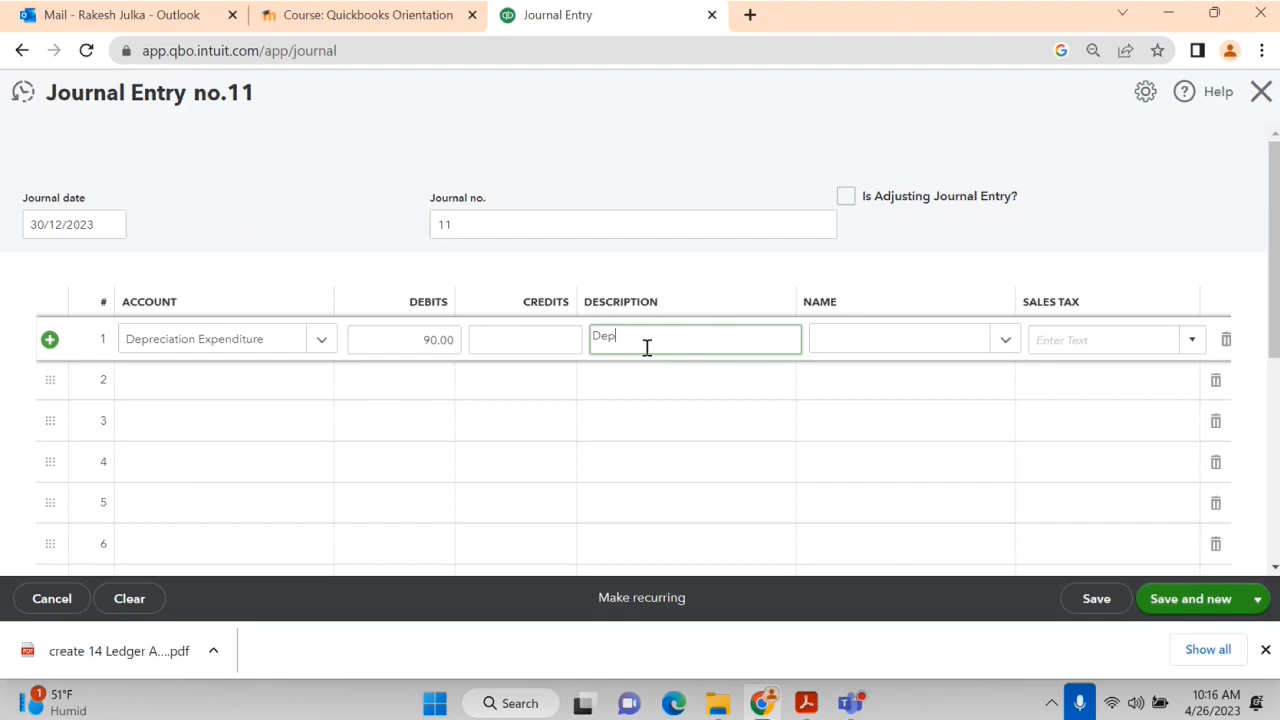 Mail - Rakesh Julka - Outlook
Course: Quickbooks Orientation
qb
Journal Entry
app.qbo.intuit.com/app/journal
G
Journal Entry no.11
? Help
Journal date
Journal no.
Is Adjusting Journal Entry?
30/12/2023
11
# ACCOUNT DEBITS CREDITS DESCRIPTION NAME SALES TAX
1 Depreciation Expenditure 90.00 Dep Enter Text
2
3
4
5
6
Cancel
Clear
Make recurring
Save
Save and new
PDF
create 14 Ledger A....pdf
Show all
1
51°F
Humid
Search
10:16 AM
4/26/2023